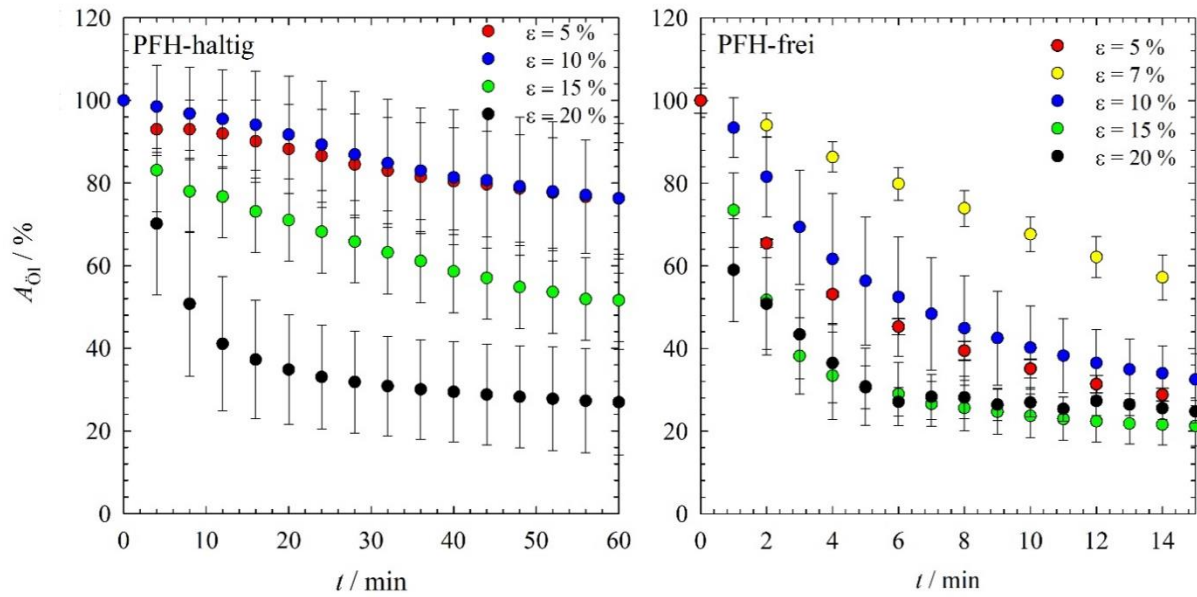 PFH-haltig
ε = 5 %
ε = 10 %
ε = 15 %
ε = 20 %
120
100
80
60
40
20
0
A_Öl / %
0 10 20 30 40 50 60
t / min
PFH-frei
ε = 5 %
ε = 7 %
ε = 10 %
ε = 15 %
ε = 20 %
120
100
80
60
40
20
0
0 2 4 6 8 10 12 14
t / min